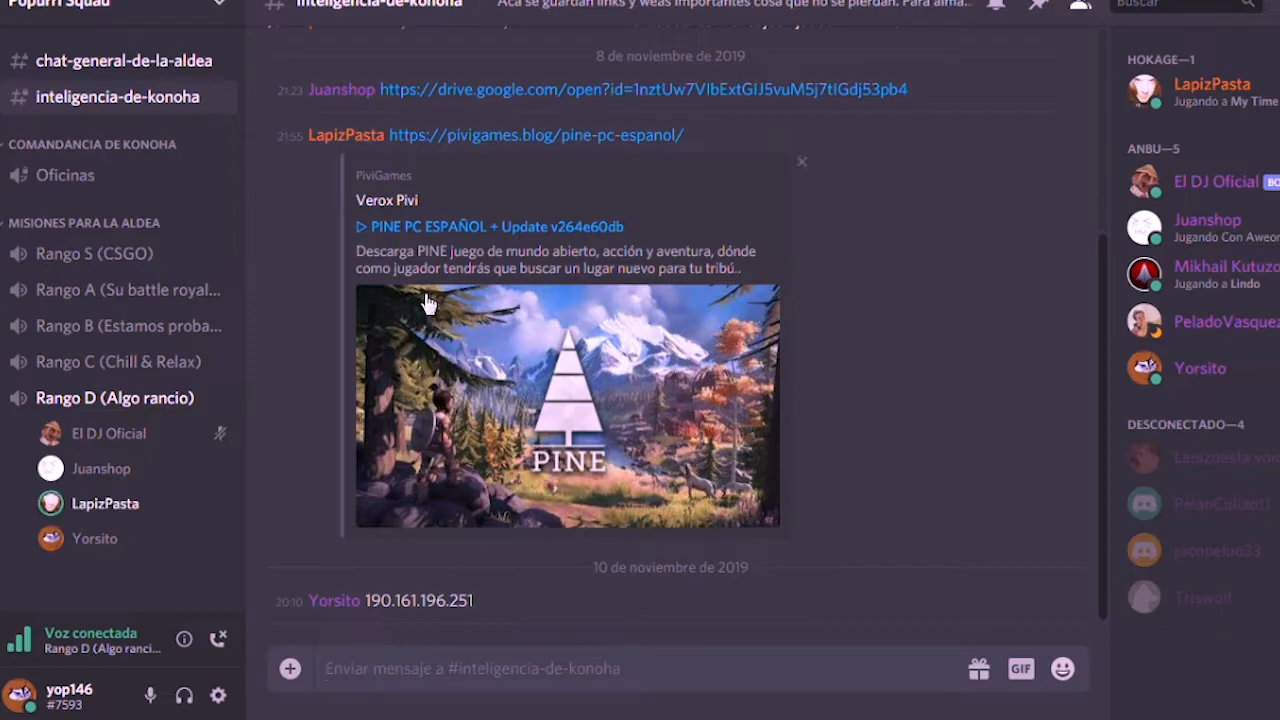 Popurri Squad
chat-general-de-la-aldea
inteligencia-de-konoha
COMANDANCIA DE KONOHA
Oficinas
MISIONES PARA LA ALDEA
Rango S (CSGO)
Rango A (Su battle royal...
Rango B (Estamos proba...
Rango C (Chill & Relax)
Rango D (Algo rancio)
El DJ Oficial
Juanshop
LapizPasta
Yorsito
Voz conectada
Rango D (Algo ranci...
yop146
#7593
inteligencia-de-konoha
Acá se guardan links y weas importantes cosa que no se pierdan. Para alma...
Buscar
8 de noviembre de 2019
21:23 Juanshop https://drive.google.com/open?id=1nztUw7VIbExtGIJ5vuM5j7tIGdj53pb4
21:55 LapizPasta https://pivigames.blog/pine-pc-espanol/
PiviGames
Verox Pivi
▷ PINE PC ESPAÑOL + Update v264e60db
Descarga PINE juego de mundo abierto, acción y aventura, dónde
como jugador tendrás que buscar un lugar nuevo para tu tribú..
PINE
10 de noviembre de 2019
20:10 Yorsito 190.161.196.251
Enviar mensaje a #inteligencia-de-konoha
GIF
HOKAGE—1
LapizPasta
Jugando a My Time
ANBU—5
El DJ Oficial BO
Juanshop
Jugando Con Aweon
Mikhail Kutuzo
Jugando a Lindo
PeladoVasquez
Yorsito
DESCONECTADO—4
picopeluo33